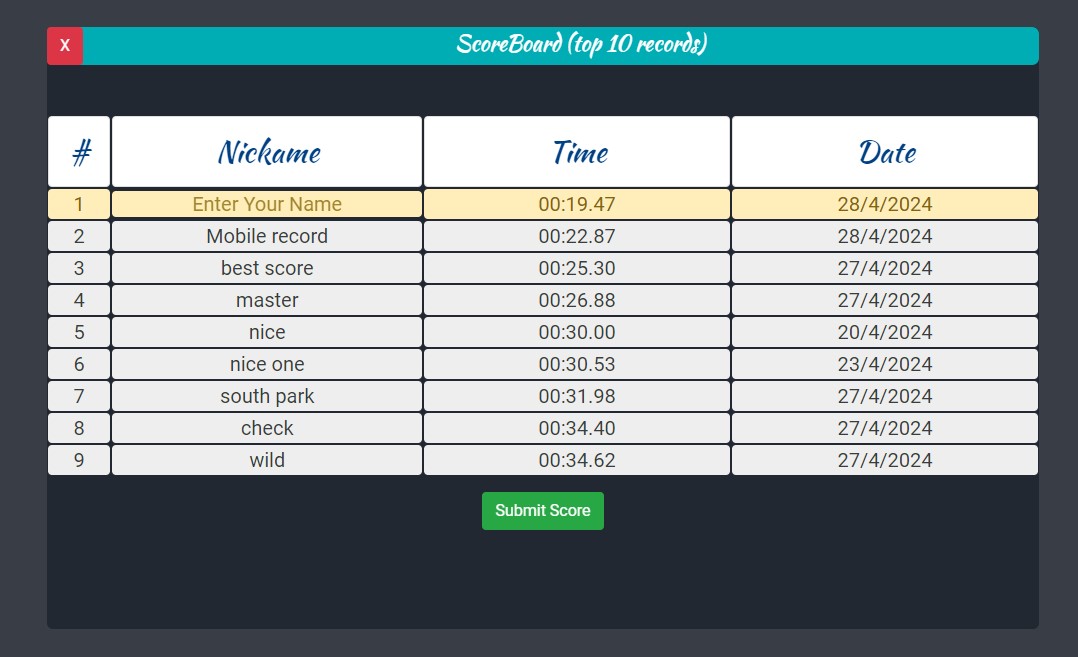 X ScoreBoard (top 10 records)
# Nickame Time Date
1 Enter Your Name 00:19.47 28/4/2024
2 Mobile record 00:22.87 28/4/2024
3 best score 00:25.30 27/4/2024
4 master 00:26.88 27/4/2024
5 nice 00:30.00 20/4/2024
6 nice one 00:30.53 23/4/2024
7 south park 00:31.98 27/4/2024
8 check 00:34.40 27/4/2024
9 wild 00:34.62 27/4/2024
Submit Score